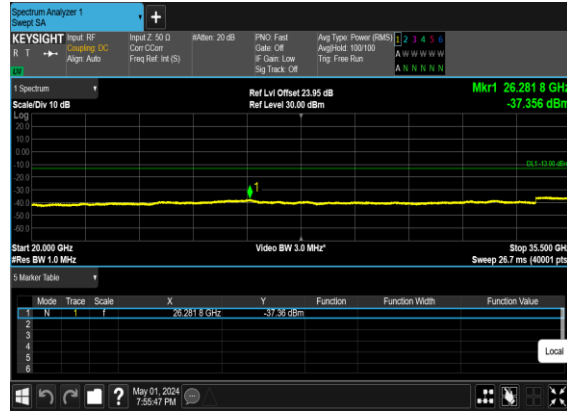 Spectrum Analyzer 1
Swept SA
+
KEYSIGHT Input: RF Input Z: 50 Ω #Atten: 20 dB PNO: Fast Avg Type: Power (RMS) 1 2 3 4 5 6
R T Coupling: DC Corr CCorr Gate: Off Avg|Hold: 100/100 A W W W W W
Align: Auto Freq Ref: Int (S) IF Gain: Low Trig: Free Run
Sig Track: Off A N N N N N
1 Spectrum Ref Lvl Offset 23.95 dB Mkr1 26.281 8 GHz
Scale/Div 10 dB Ref Level 30.00 dBm -37.356 dBm
Log
20.0
10.0
0.00
-10.0 DL1 -13.00 dBm
-20.0
-30.0 1
-40.0
-50.0
-60.0
Start 20.000 GHz Video BW 3.0 MHz* Stop 35.500 GHz
#Res BW 1.0 MHz Sweep 26.7 ms (40001 pts)
5 Marker Table
Mode Trace Scale X Y Function Function Width Function Value
1 N 1 f 26.281 8 GHz -37.36 dBm
2
3
4
5
6
Local
? May 01, 2024
7:55:47 PM